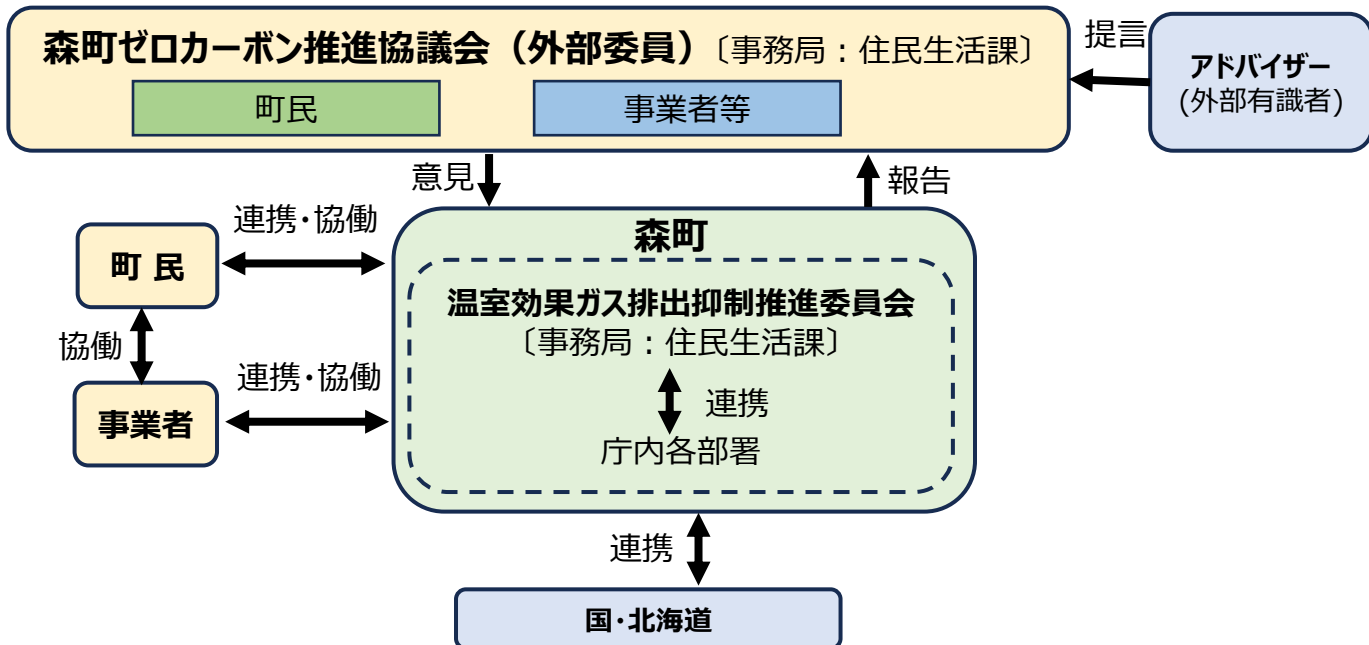 森町ゼロカーボン推進協議会（外部委員）〔事務局：住民生活課〕
町民
事業者等
提言
アドバイザー
(外部有識者)
意見
報告
連携・協働
町 民
協働
連携・協働
事業者
森町
温室効果ガス排出抑制推進委員会
〔事務局：住民生活課〕
連携
庁内各部署
連携
国・北海道